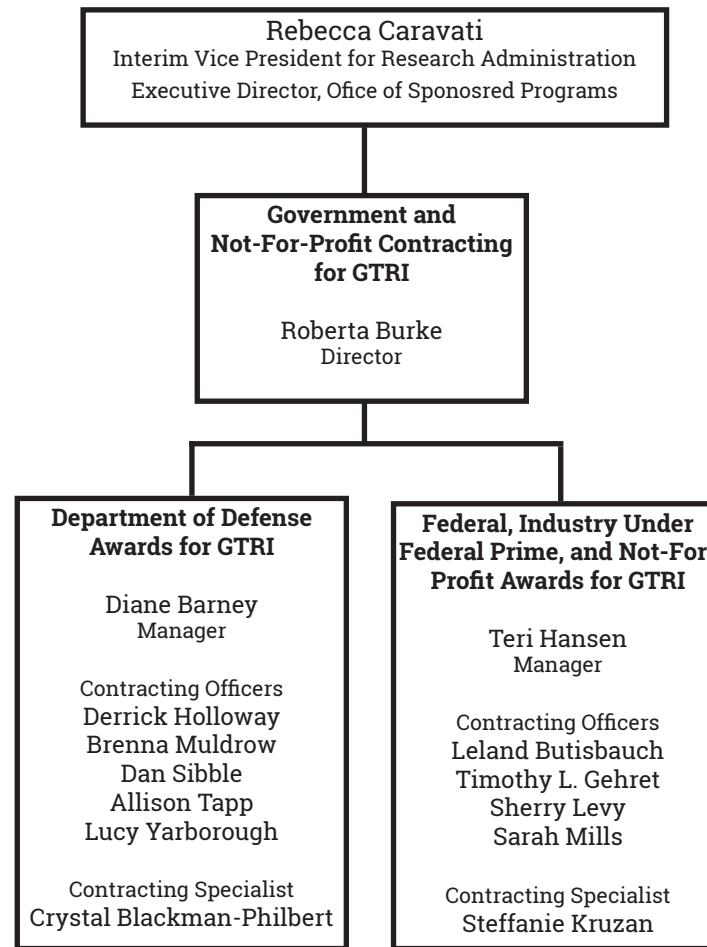 Rebecca Caravati
Interim Vice President for Research Administration
Executive Director, Ofice of Sponosred Programs
Government and
Not-For-Profit Contracting
for GTRI
Roberta Burke
Director
Department of Defense
Awards for GTRI
Diane Barney
Manager
Contracting Officers
Derrick Holloway
Brenna Muldrow
Dan Sibble
Allison Tapp
Lucy Yarborough
Contracting Specialist
Crystal Blackman-Philbert
Federal, Industry Under
Federal Prime, and Not-For
Profit Awards for GTRI
Teri Hansen
Manager
Contracting Officers
Leland Butisbauch
Timothy L. Gehret
Sherry Levy
Sarah Mills
Contracting Specialist
Steffanie Kruzan